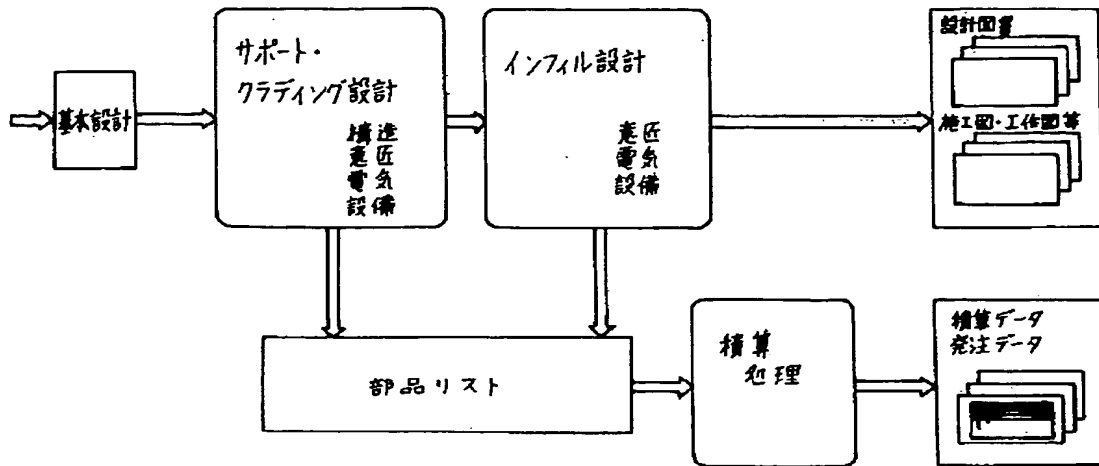 基本設計
サポート・
クラディング設計
構造
意匠
電気
設備
インフィル設計
意匠
電気
設備
設計図書
施工図・工作図等
部品リスト
積算
処理
積算データ
発注データ